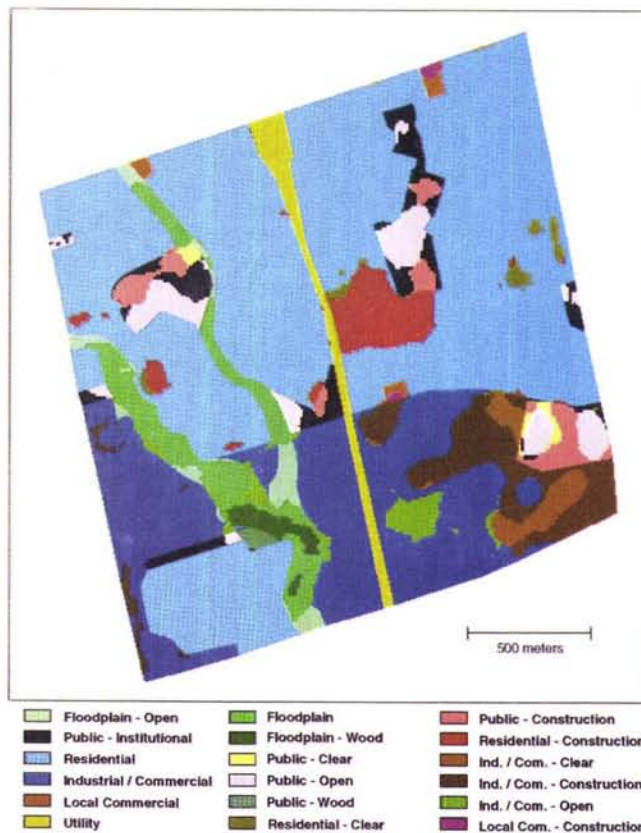 500 meters
Floodplain - Open
Public - Institutional
Residential
Industrial / Commercial
Local Commercial
Utility
Floodplain
Floodplain - Wood
Public - Clear
Public - Open
Public - Wood
Residential - Clear
Public - Construction
Residential - Construction
Ind. / Com. - Clear
Ind. / Com. - Construction
Ind. / Com. - Open
Local Com. - Construction